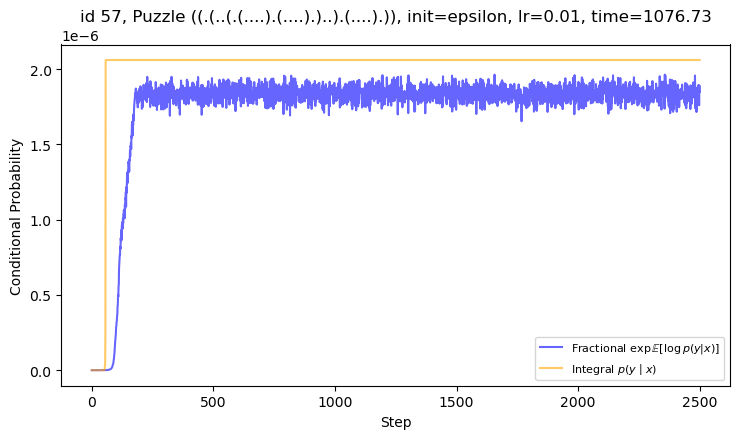 id 57, Puzzle ((.(..(.(....).(....).)..).(....).)), init=epsilon, lr=0.01, time=1076.73
1e−6
2.0
1.5
1.0
0.5
0.0
Conditional Probability
0 500 1000 1500 2000 2500
Step
Fractional exp𝔼[log p(y|x)]
Integral p(y | x)